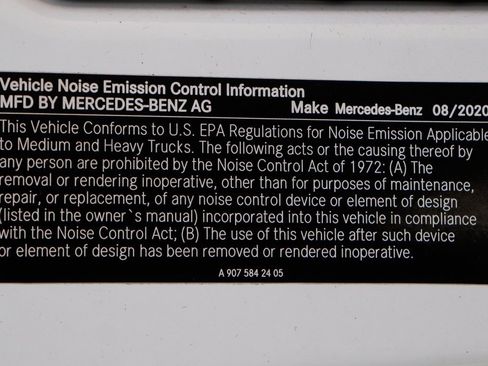 Vehicle Noise Emission Control Information
MFD BY MERCEDES-BENZ AG Make Mercedes-Benz 08/2020
This Vehicle Conforms to U.S. EPA Regulations for Noise Emission Applicable
to Medium and Heavy Trucks. The following acts or the causing thereof by
any person are prohibited by the Noise Control Act of 1972: (A) The
removal or rendering inoperative, other than for purposes of maintenance,
repair, or replacement, of any noise control device or element of design
(listed in the owner`s manual) incorporated into this vehicle in compliance
with the Noise Control Act; (B) The use of this vehicle after such device
or element of design has been removed or rendered inoperative.
A 907 584 24 05